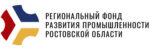 РЕГИОНАЛЬНЫЙ ФОНД
РАЗВИТИЯ ПРОМЫШЛЕННОСТИ
РОСТОВСКОЙ ОБЛАСТИ